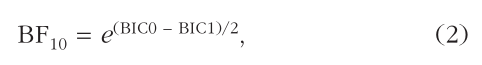 BF₁₀ = e^(BIC0 – BIC1)/2, (2)